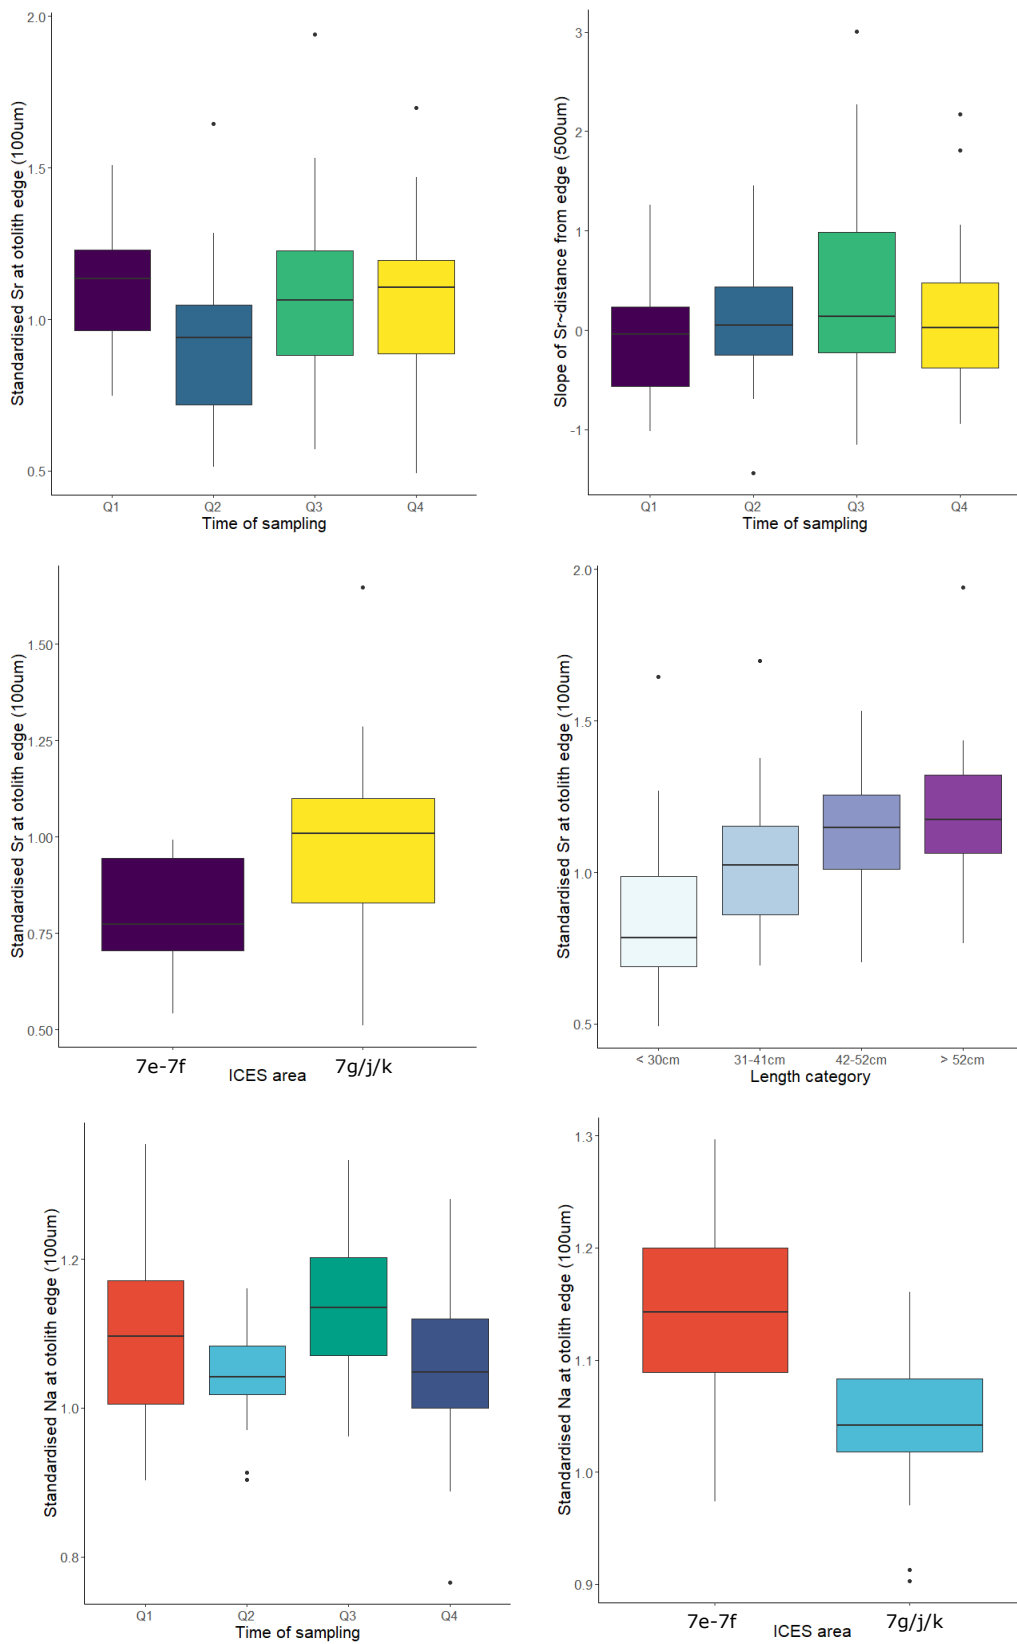 Standardised Sr at otolith edge (100um)
2.0
1.5
1.0
0.5
Q1 Q2 Q3 Q4
Time of sampling
Slope of Sr~distance from edge (500um)
3
2
1
0
-1
Q1 Q2 Q3 Q4
Time of sampling
Standardised Sr at otolith edge (100um)
1.50
1.25
1.00
0.75
0.50
7e-7f 7g/j/k
ICES area
Standardised Sr at otolith edge (100um)
2.0
1.5
1.0
0.5
< 30cm 31-41cm 42-52cm > 52cm
Length category
Standardised Na at otolith edge (100um)
1.2
1.0
0.8
Q1 Q2 Q3 Q4
Time of sampling
Standardised Na at otolith edge (100um)
1.3
1.2
1.1
1.0
0.9
7e-7f 7g/j/k
ICES area